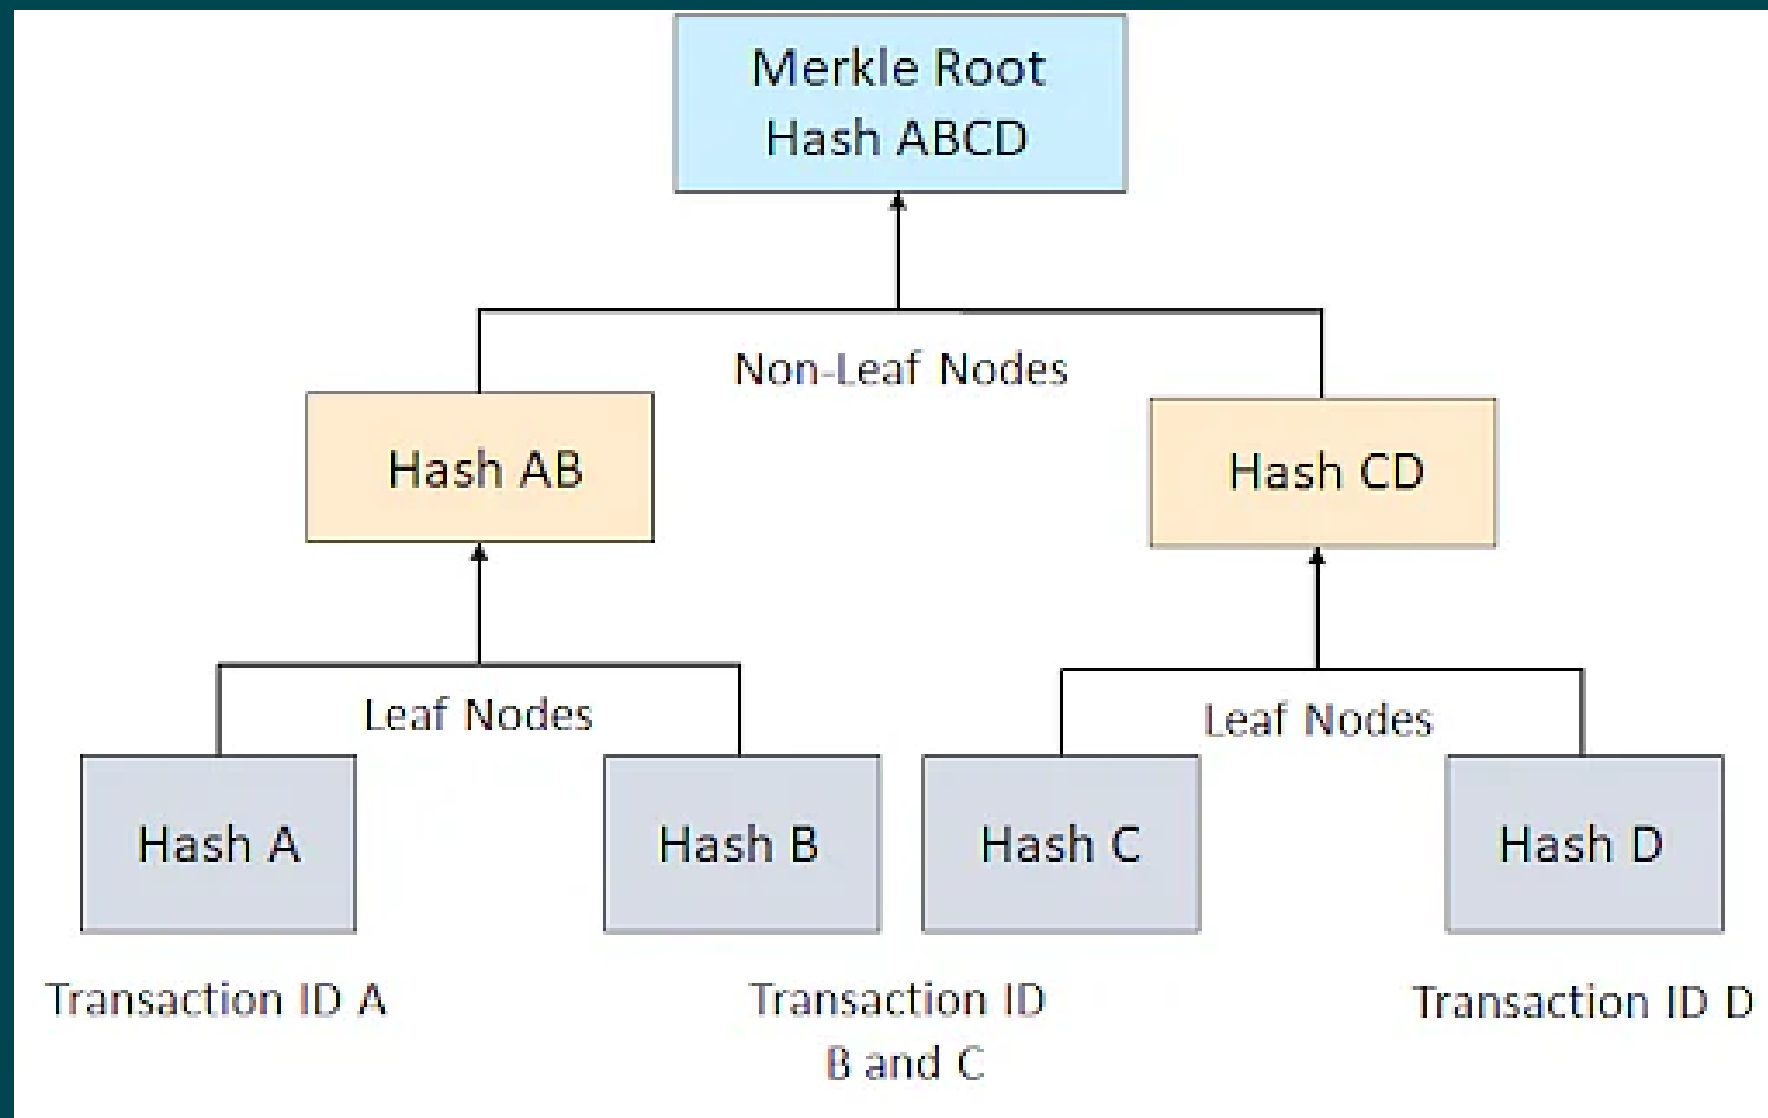 Merkle Root
Hash ABCD
Non-Leaf Nodes
Hash AB
Hash CD
Leaf Nodes
Leaf Nodes
Hash A
Hash B
Hash C
Hash D
Transaction ID A
Transaction ID
B and C
Transaction ID D